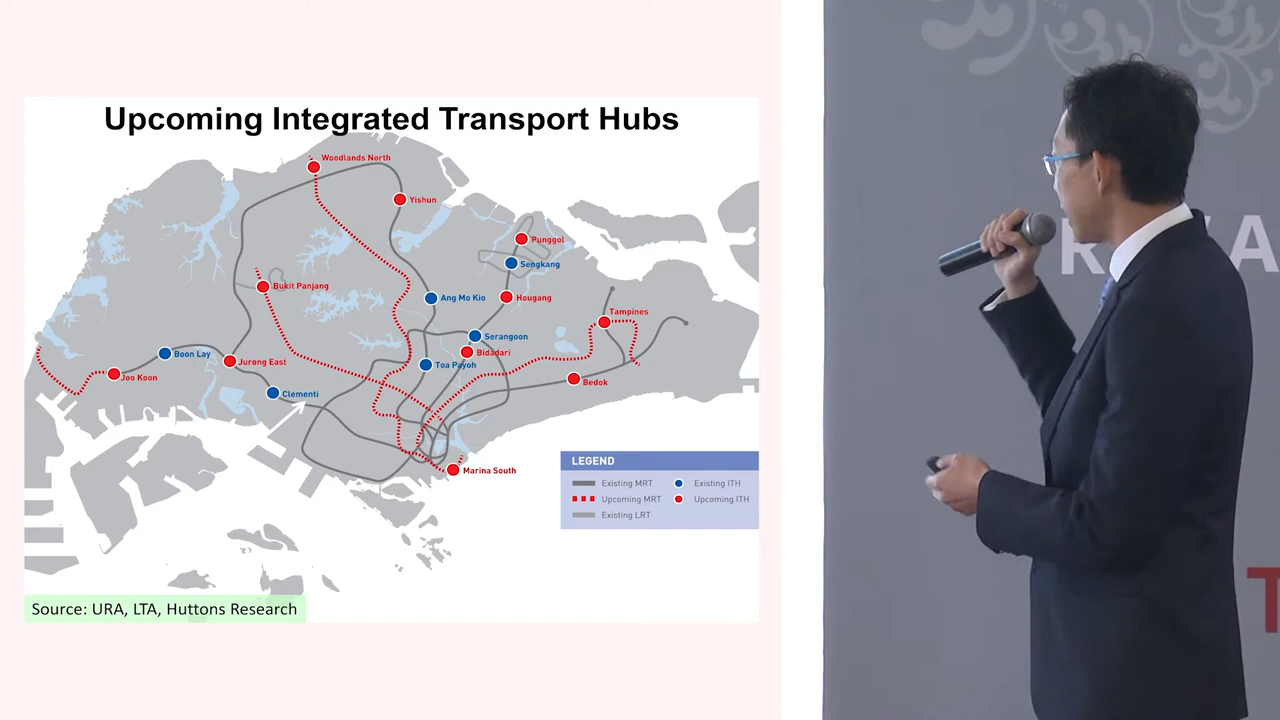 Upcoming Integrated Transport Hubs
Woodlands North
Yishun
Punggol
Sengkang
Bukit Panjang
Ang Mo Kio
Hougang
Tampines
Serangoon
Bidadari
Boon Lay
Jurong East
Toa Payoh
Joo Koon
Bedok
Clementi
Marina South
LEGEND
Existing MRT
Existing ITH
Upcoming MRT
Upcoming ITH
Existing LRT
Source: URA, LTA, Huttons Research